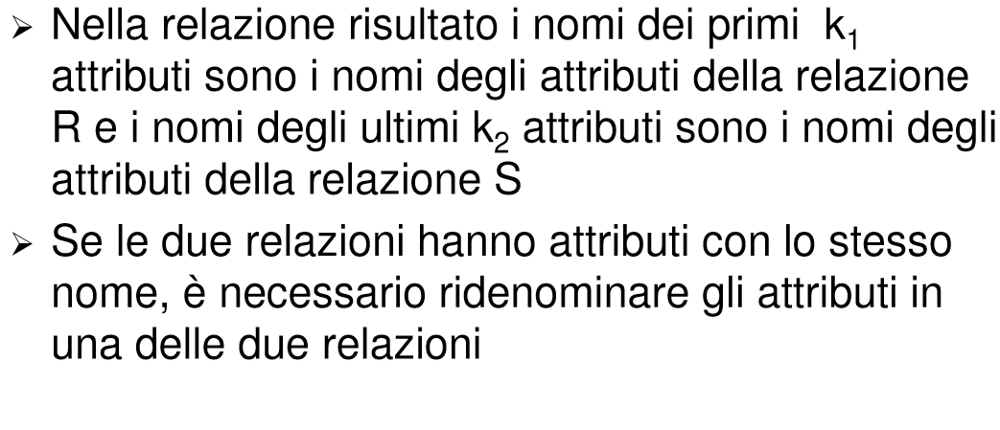 ➢ Nella relazione risultato i nomi dei primi k₁
attributi sono i nomi degli attributi della relazione
R e i nomi degli ultimi k₂ attributi sono i nomi degli
attributi della relazione S
➢ Se le due relazioni hanno attributi con lo stesso
nome, è necessario ridenominare gli attributi in
una delle due relazioni